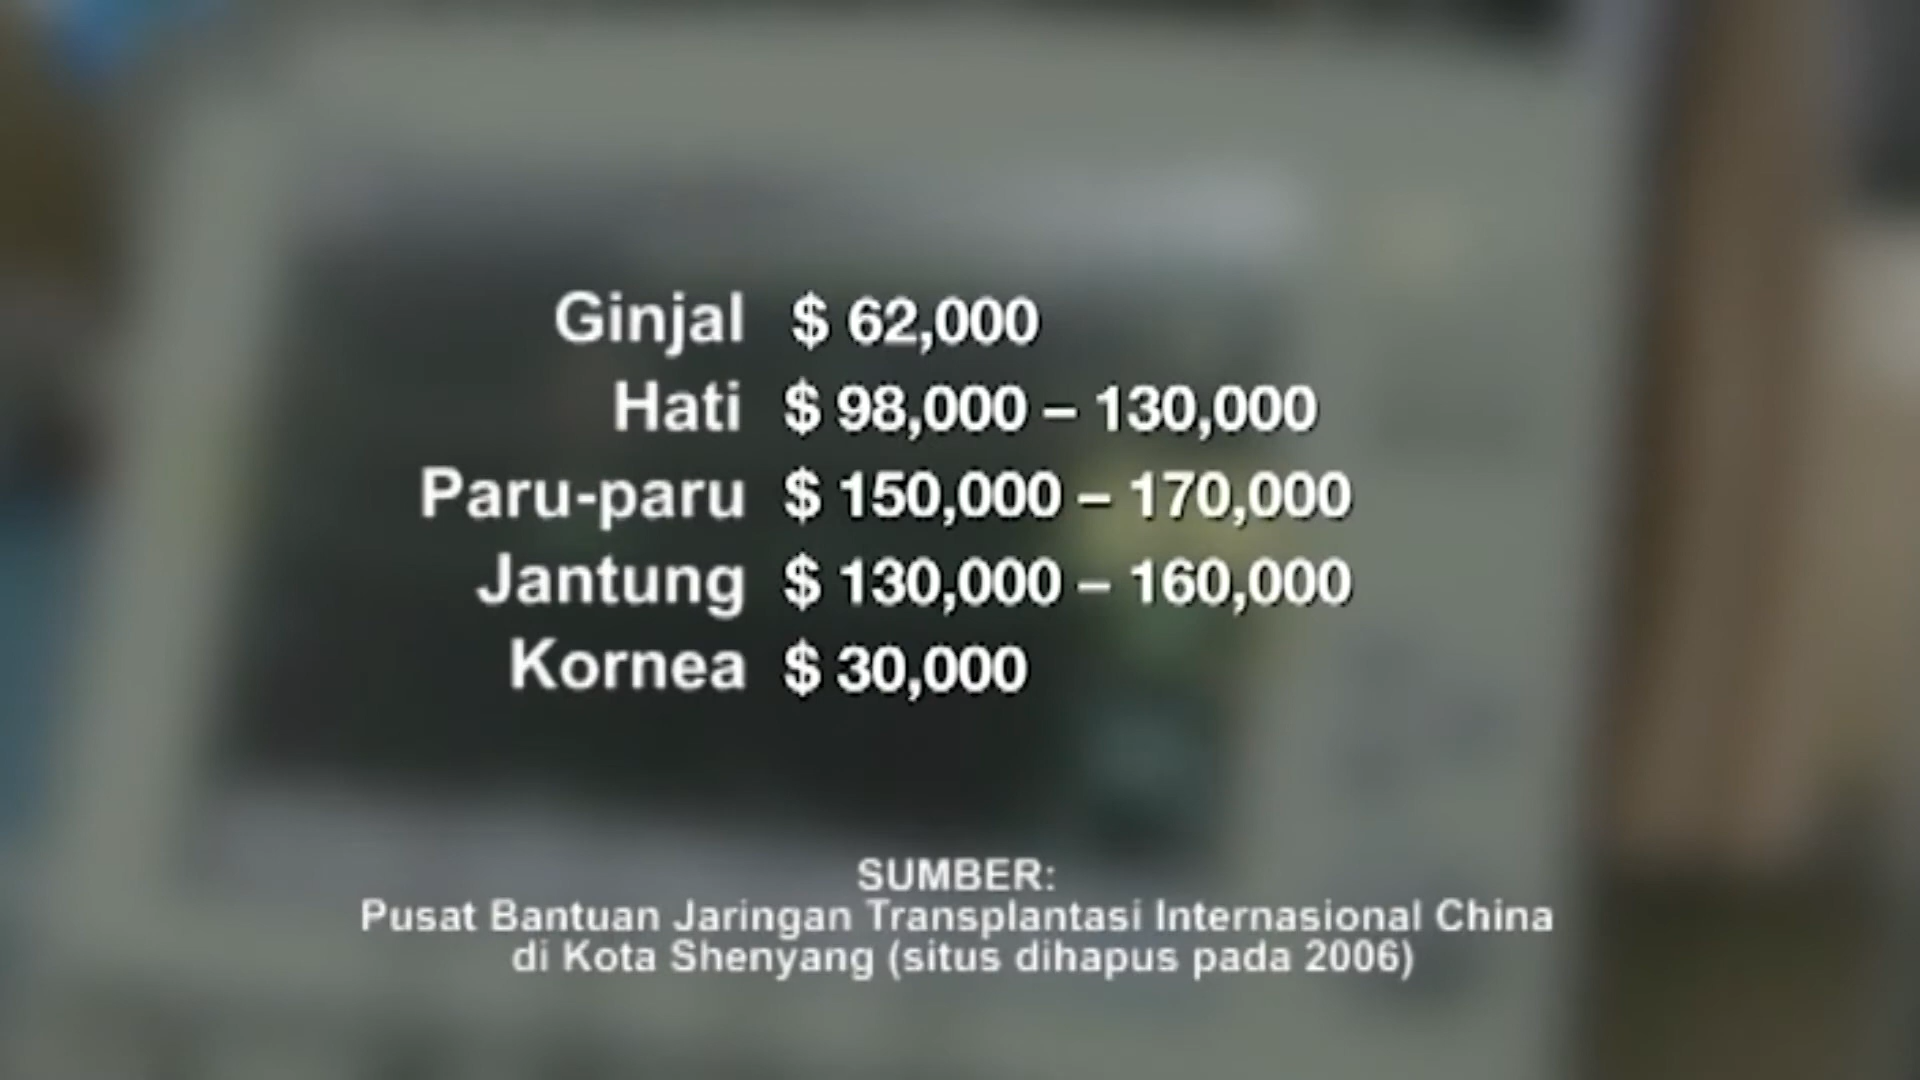 Ginjal $ 62,000
Hati $ 98,000 – 130,000
Paru-paru $ 150,000 – 170,000
Jantung $ 130,000 – 160,000
Kornea $ 30,000
SUMBER:
Pusat Bantuan Jaringan Transplantasi Internasional China
di Kota Shenyang (situs dihapus pada 2006)